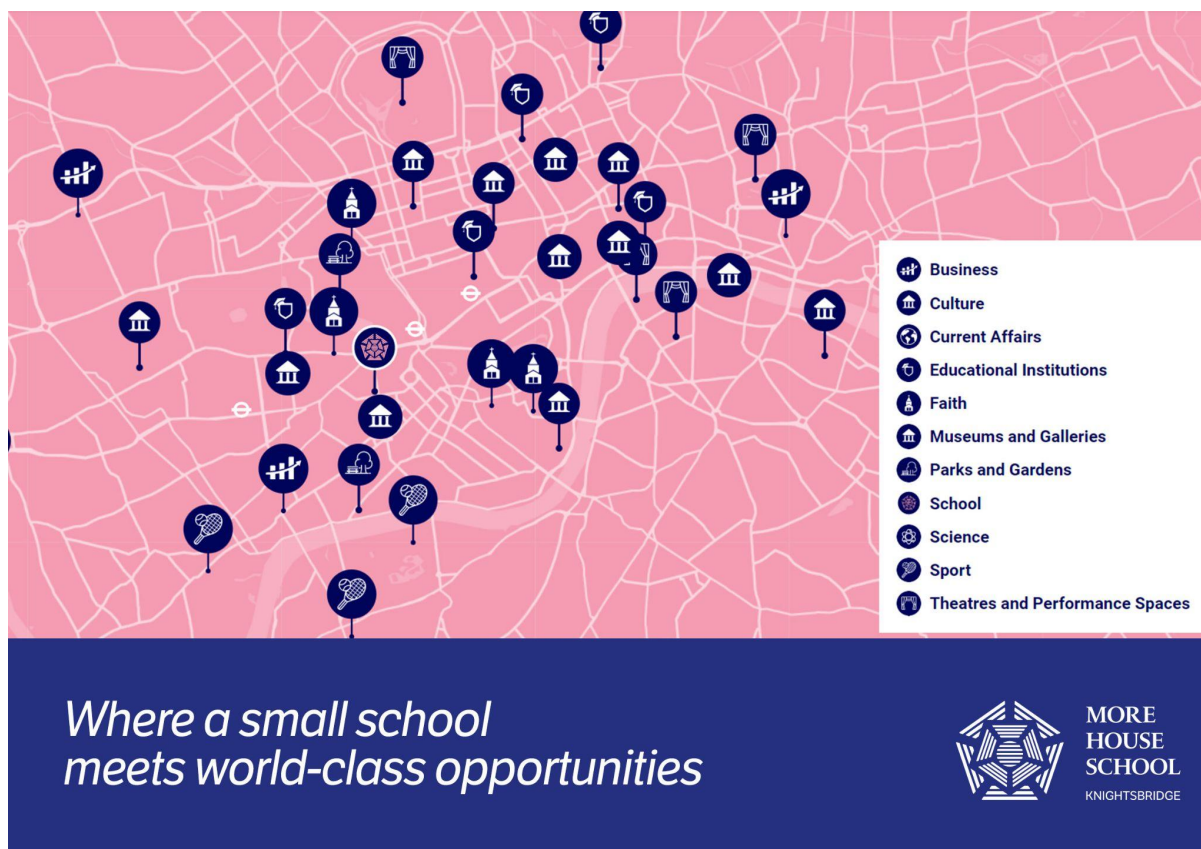 Business
Culture
Current Affairs
Educational Institutions
Faith
Museums and Galleries
Parks and Gardens
School
Science
Sport
Theatres and Performance Spaces
Where a small school
meets world-class opportunities
MORE
HOUSE
SCHOOL
KNIGHTSBRIDGE